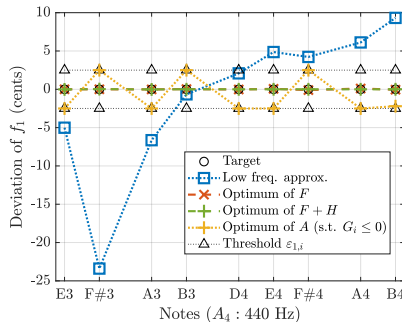 10
5
0
-5
-10
-15
-20
-25
Deviation of f₁ (cents)
Target
Low freq. approx.
Optimum of F
Optimum of F + H
Optimum of A (s.t. Gᵢ ≤ 0)
Threshold ε₁,ᵢ
E3 F#3 A3 B3 D4 E4 F#4 A4 B4
Notes (A₄ : 440 Hz)